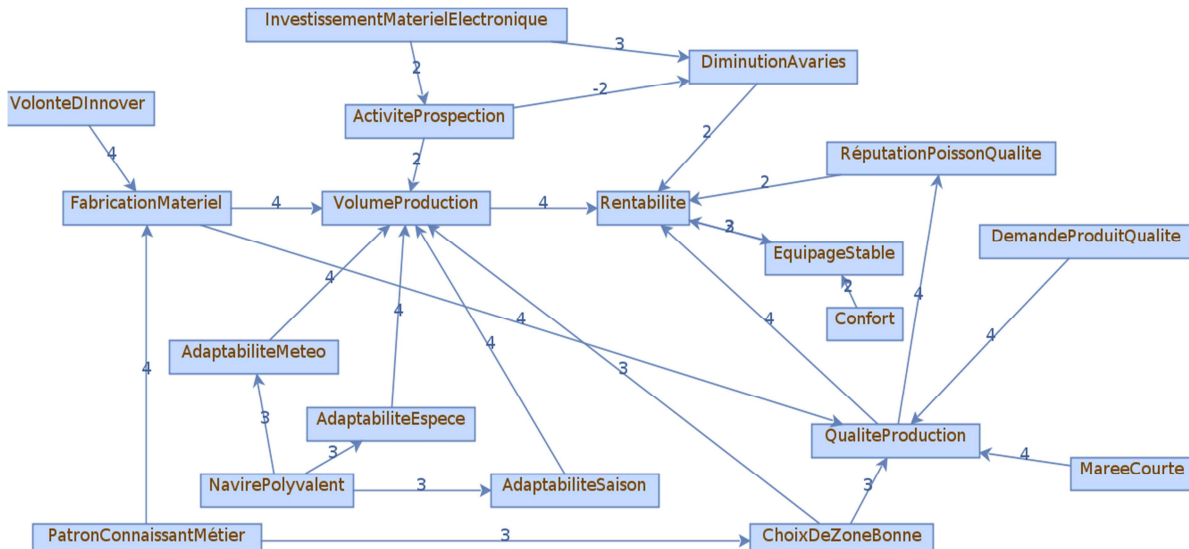 InvestissementMaterielElectronique
3
2
DiminutionAvaries
-2
VolonteDInnover
ActiviteProspection
4
2
2
RéputationPoissonQualite
2
FabricationMateriel
4
VolumeProduction
4
Rentabilite
3
DemandeProduitQualite
EquipageStable
4
2
4
4
4
4
Confort
4
4
AdaptabiliteMeteo
4
3
4
3
AdaptabiliteEspece
QualiteProduction
3
4
MareeCourte
NavirePolyvalent
3
AdaptabiliteSaison
3
PatronConnaissantMétier
3
ChoixDeZoneBonne